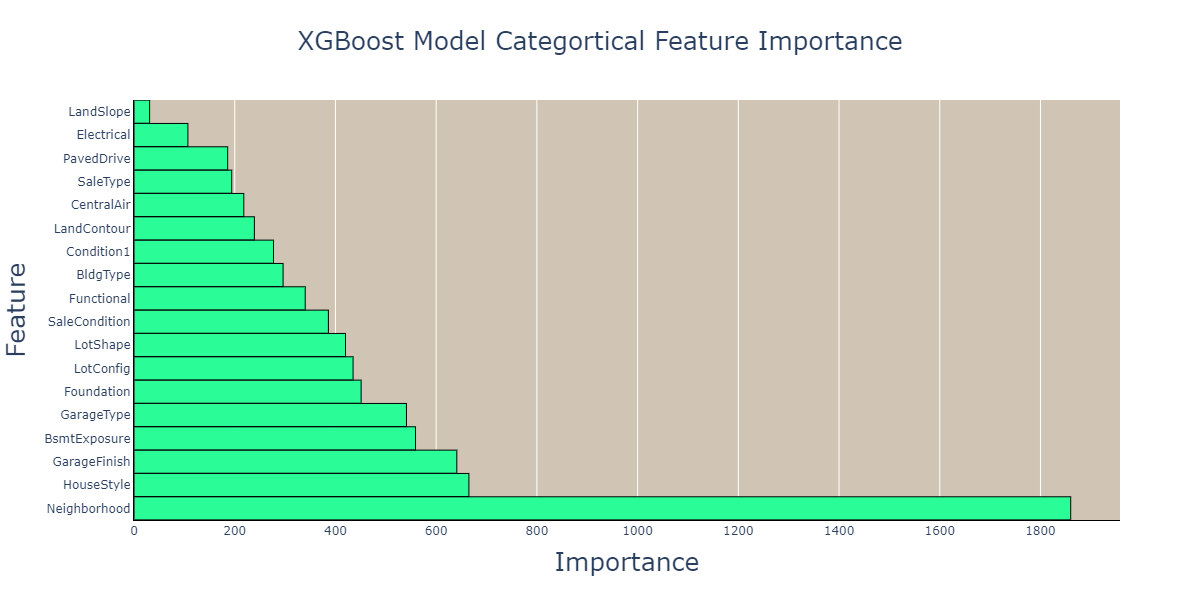 XGBoost Model Categortical Feature Importance
LandSlope
Electrical
PavedDrive
SaleType
CentralAir
LandContour
Condition1
BldgType
Functional
SaleCondition
LotShape
LotConfig
Foundation
GarageType
BsmtExposure
GarageFinish
HouseStyle
Neighborhood
Feature
0 200 400 600 800 1000 1200 1400 1600 1800
Importance